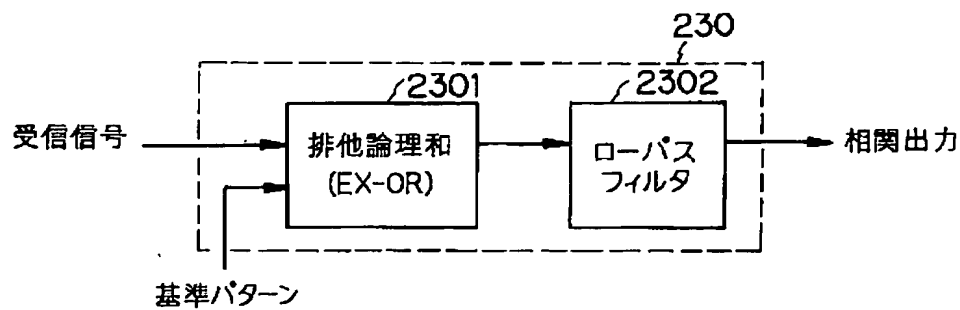 230
2301
2302
受信信号
排他論理和
(EX-OR)
ローパス
フィルタ
相関出力
基準パターン